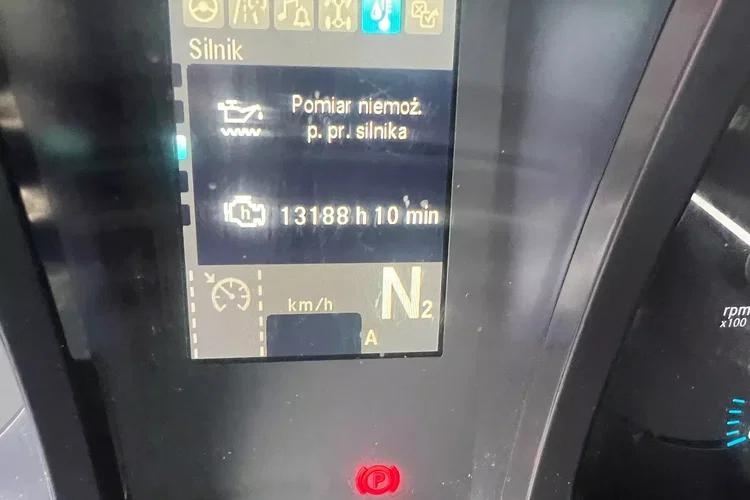 Silnik
Pomiar niemoż.
p. pr. silnika
h
13188 h 10 min
km/h
N2
A
rpm
x100
P